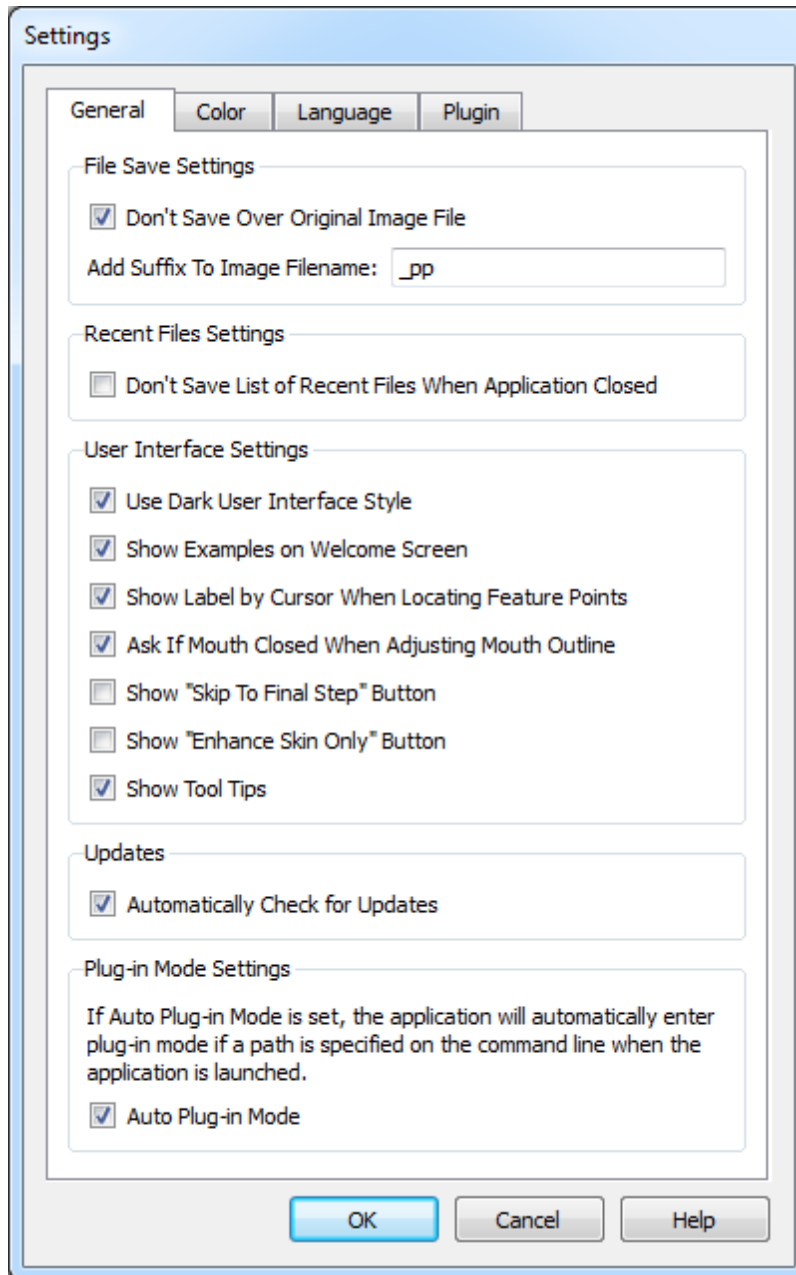 Settings
General Color Language Plugin
File Save Settings
Don't Save Over Original Image File
Add Suffix To Image Filename: _pp
Recent Files Settings
Don't Save List of Recent Files When Application Closed
User Interface Settings
Use Dark User Interface Style
Show Examples on Welcome Screen
Show Label by Cursor When Locating Feature Points
Ask If Mouth Closed When Adjusting Mouth Outline
Show "Skip To Final Step" Button
Show "Enhance Skin Only" Button
Show Tool Tips
Updates
Automatically Check for Updates
Plug-in Mode Settings
If Auto Plug-in Mode is set, the application will automatically enter
plug-in mode if a path is specified on the command line when the
application is launched.
Auto Plug-in Mode
OK Cancel Help